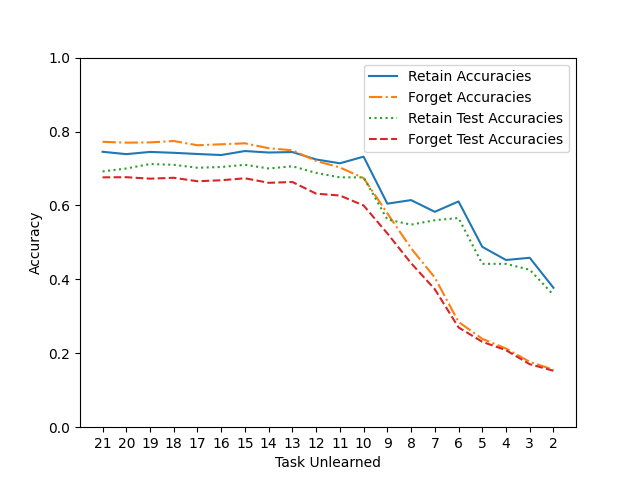 Retain Accuracies
Forget Accuracies
Retain Test Accuracies
Forget Test Accuracies
1.0
0.8
0.6
0.4
0.2
0.0
Accuracy
21 20 19 18 17 16 15 14 13 12 11 10 9 8 7 6 5 4 3 2
Task Unlearned